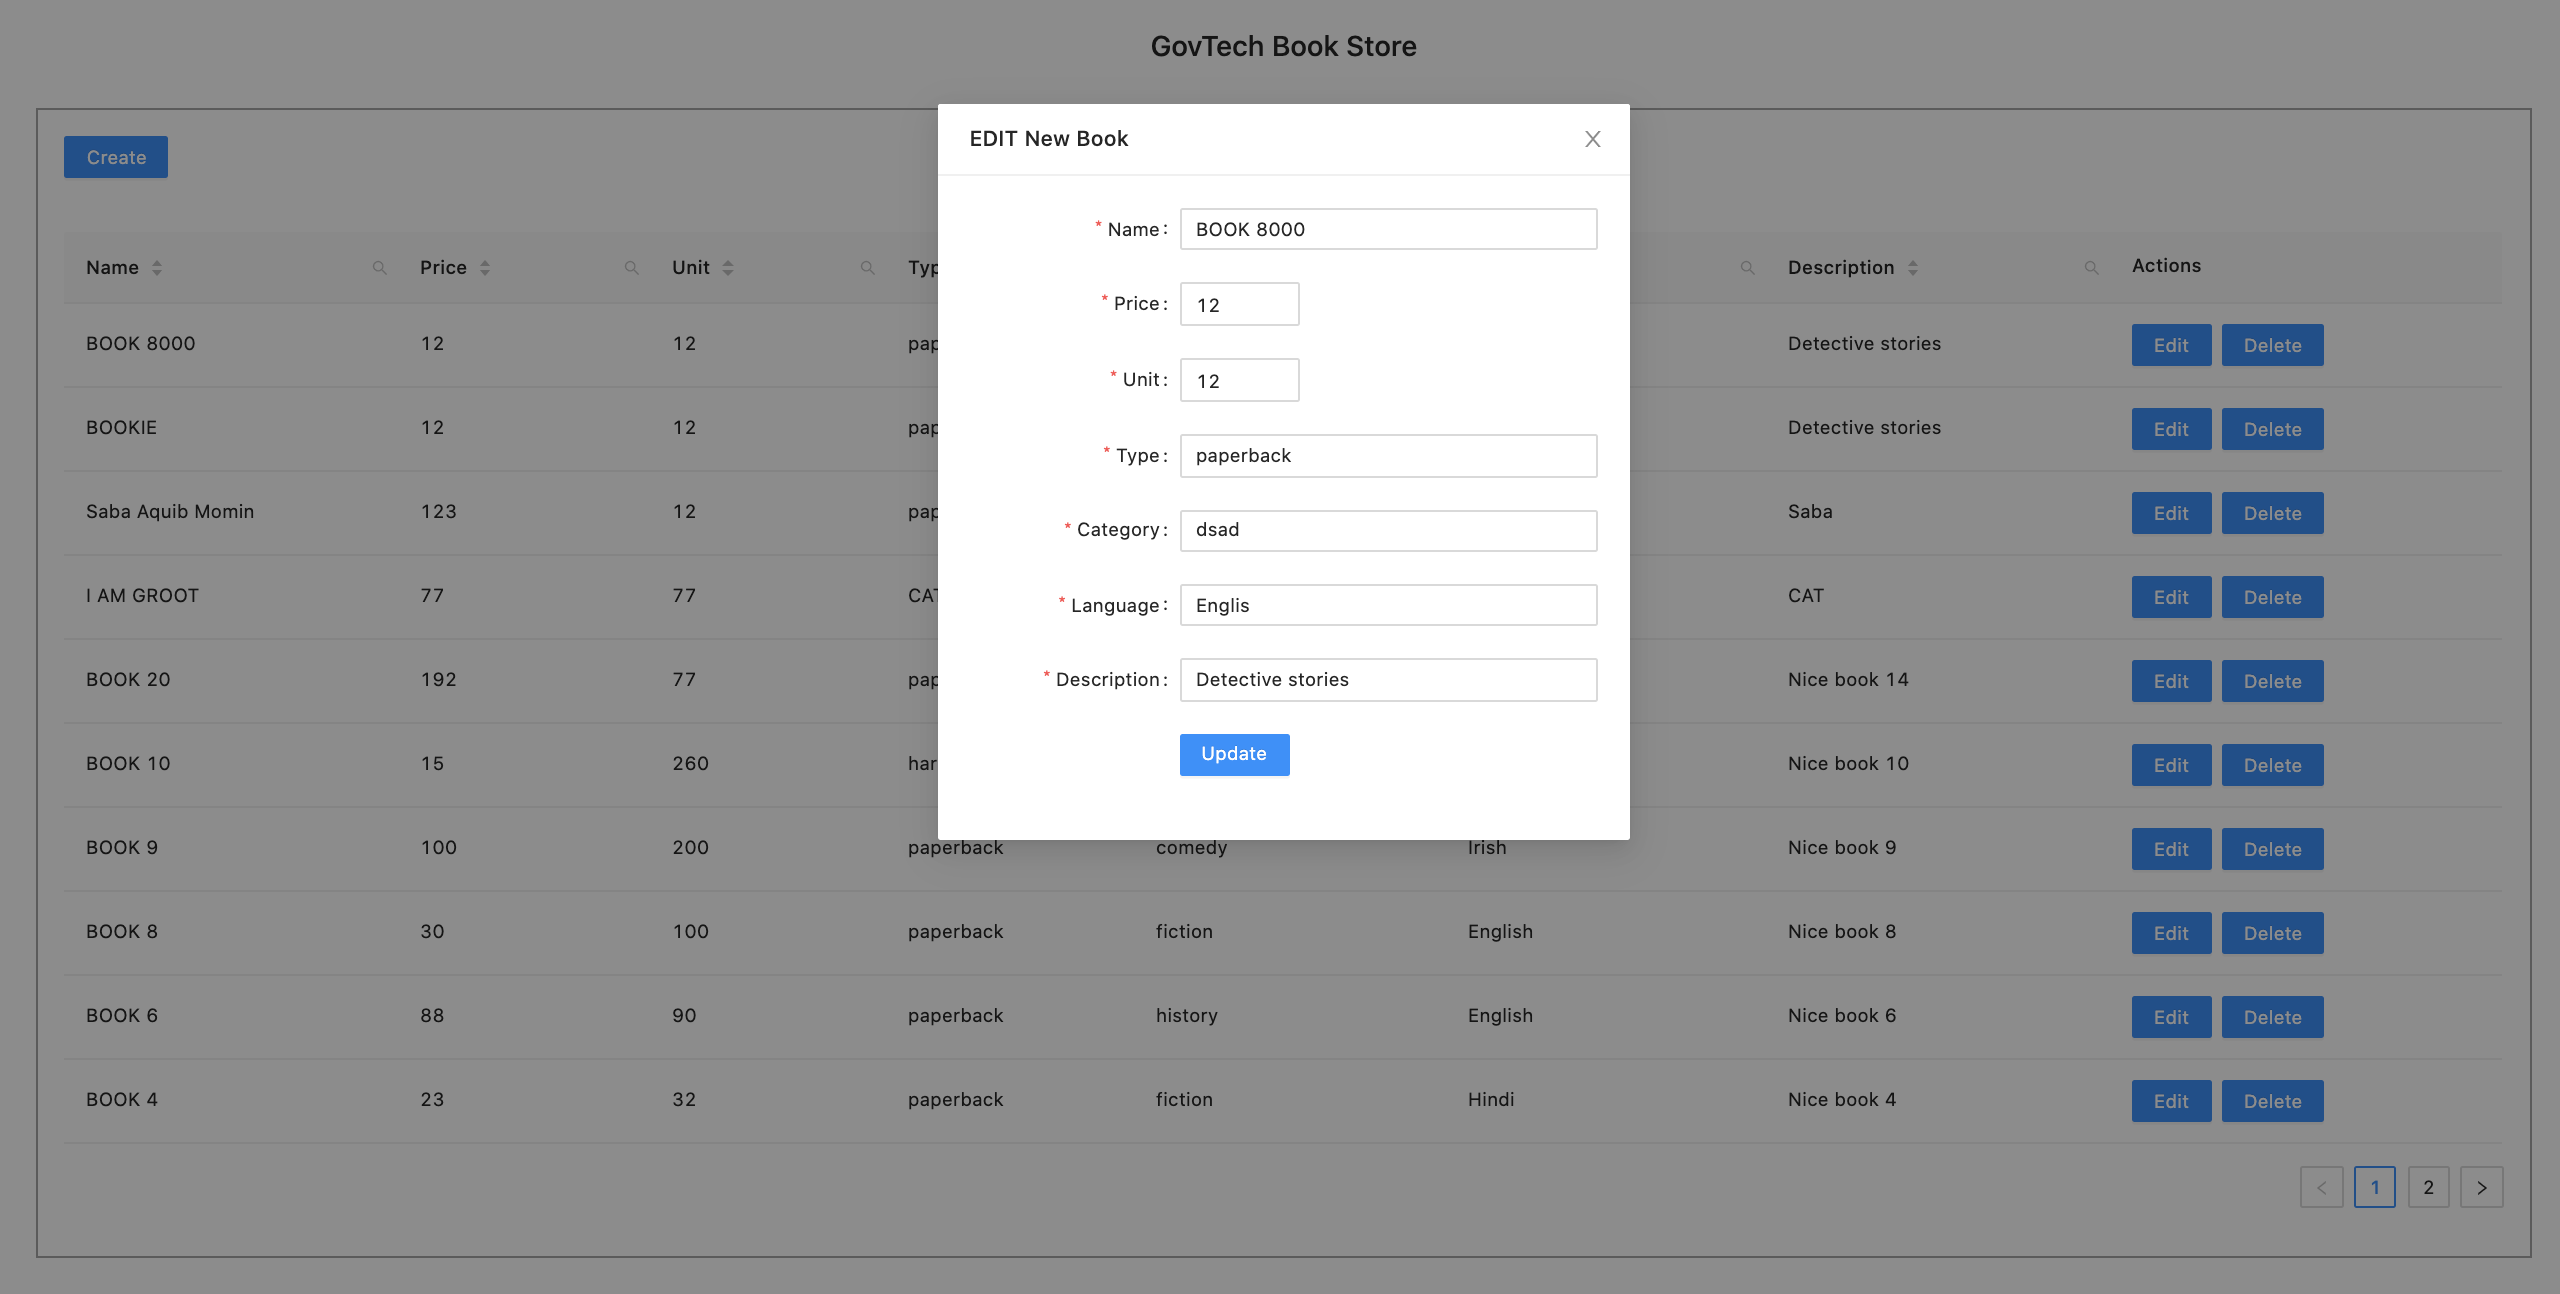 GovTech Book Store
Create
EDIT New Book
* Name: BOOK 8000
* Price: 12
* Unit: 12
* Type: paperback
* Category: dsad
* Language: Englis
* Description: Detective stories
Update
Name Price Unit Typ Description Actions
BOOK 8000 12 12 pap Detective stories Edit Delete
BOOKIE 12 12 pap Detective stories Edit Delete
Saba Aquib Momin 123 12 pap Saba Edit Delete
I AM GROOT 77 77 CAT CAT Edit Delete
BOOK 20 192 77 pap Nice book 14 Edit Delete
BOOK 10 15 260 har Nice book 10 Edit Delete
BOOK 9 100 200 paperback comedy Irish Nice book 9 Edit Delete
BOOK 8 30 100 paperback fiction English Nice book 8 Edit Delete
BOOK 6 88 90 paperback history English Nice book 6 Edit Delete
BOOK 4 23 32 paperback fiction Hindi Nice book 4 Edit Delete
< 1 2 >